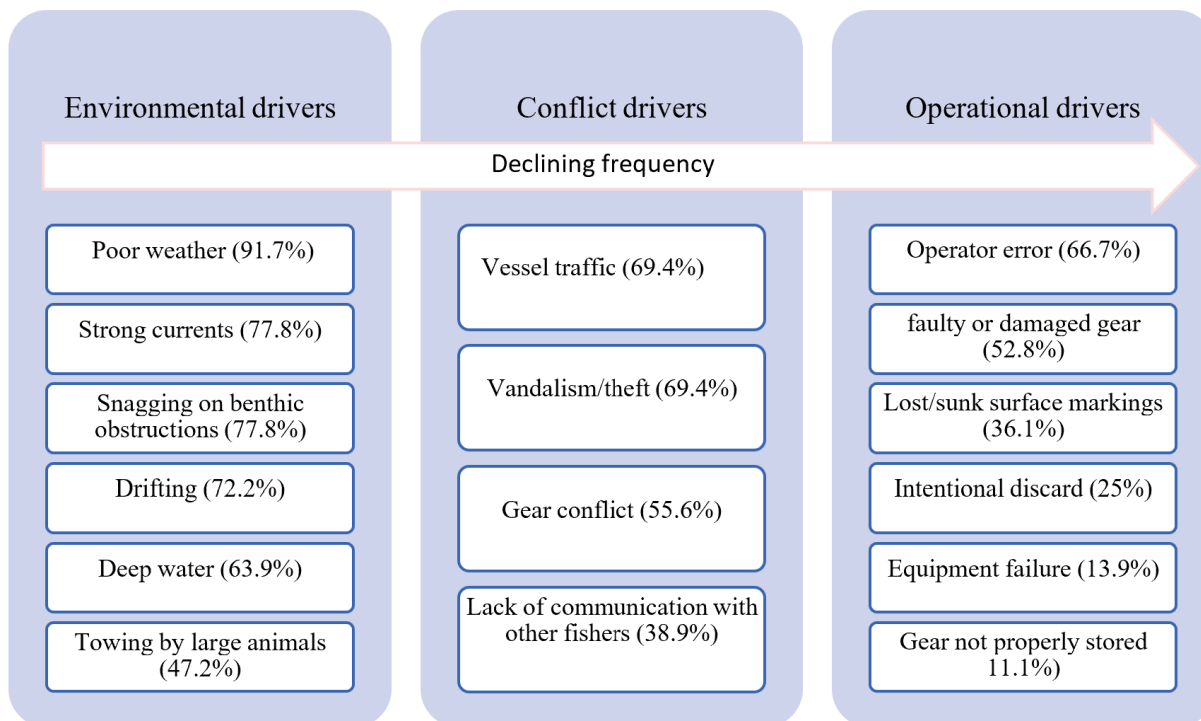 Environmental drivers
Conflict drivers
Operational drivers
Declining frequency
Poor weather (91.7%)
Strong currents (77.8%)
Snagging on benthic
obstructions (77.8%)
Drifting (72.2%)
Deep water (63.9%)
Towing by large animals
(47.2%)
Vessel traffic (69.4%)
Vandalism/theft (69.4%)
Gear conflict (55.6%)
Lack of communication with
other fishers (38.9%)
Operator error (66.7%)
faulty or damaged gear
(52.8%)
Lost/sunk surface markings
(36.1%)
Intentional discard (25%)
Equipment failure (13.9%)
Gear not properly stored
11.1%)